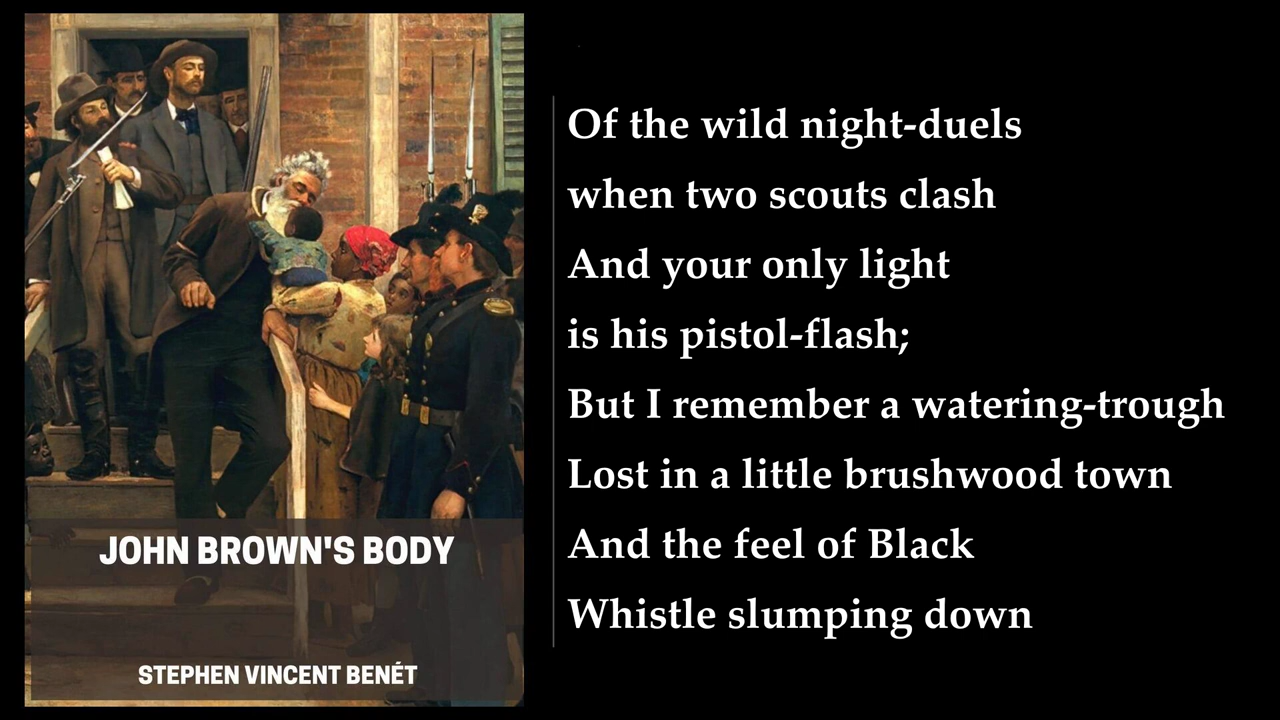 JOHN BROWN'S BODY
STEPHEN VINCENT BENÉT
Of the wild night-duels
when two scouts clash
And your only light
is his pistol-flash;
But I remember a watering-trough
Lost in a little brushwood town
And the feel of Black
Whistle slumping down